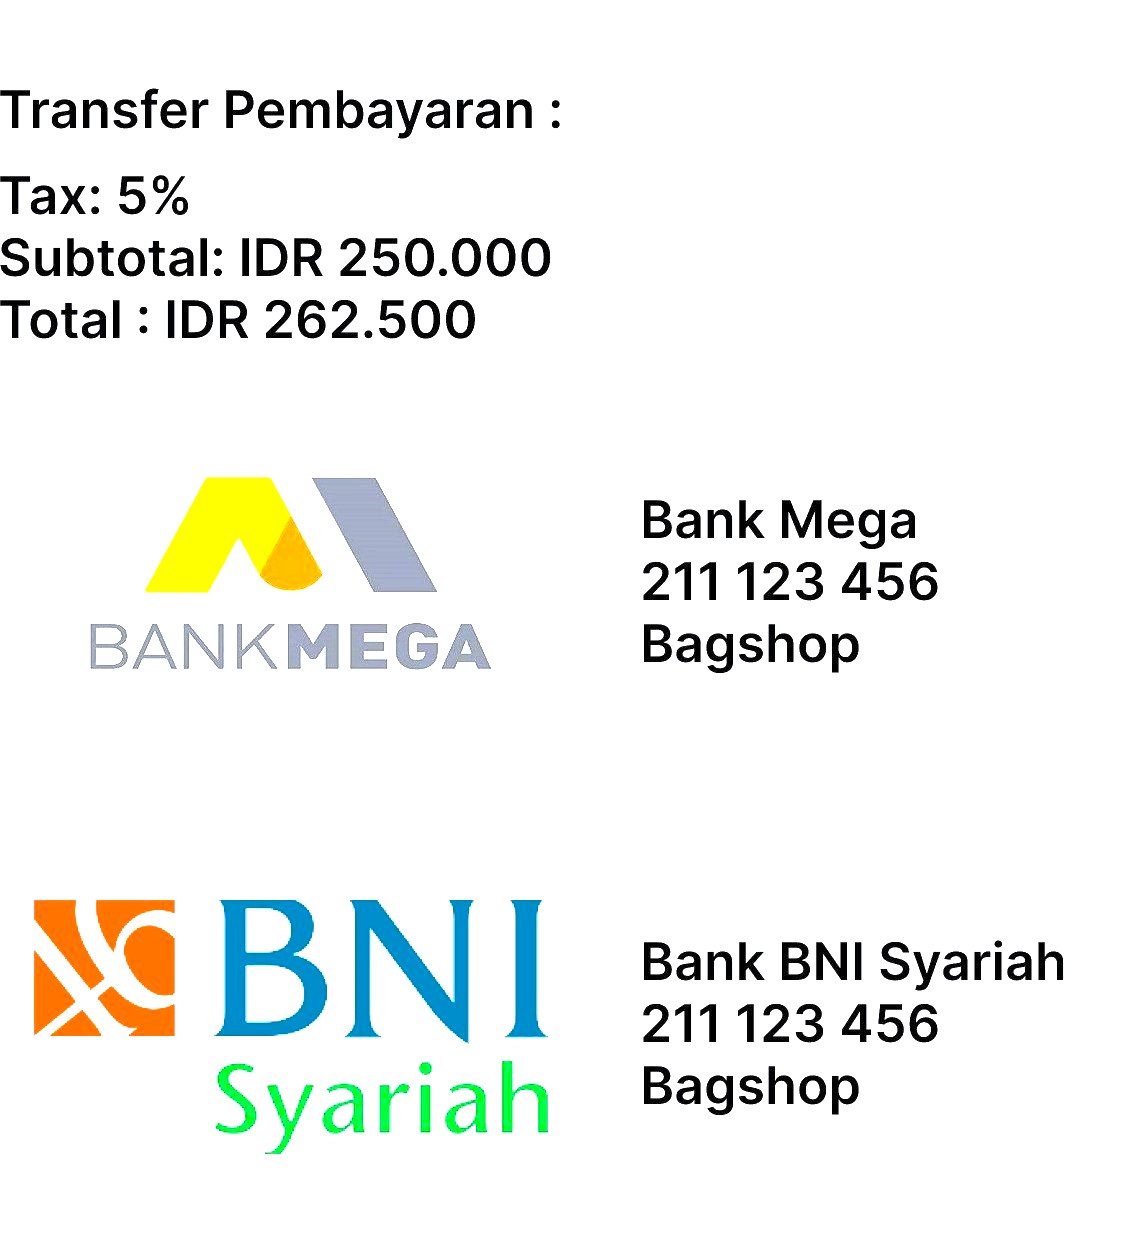 Transfer Pembayaran :
Tax: 5%
Subtotal: IDR 250.000
Total : IDR 262.500
BANKMEGA
Bank Mega
211 123 456
Bagshop
BNI
Syariah
Bank BNI Syariah
211 123 456
Bagshop